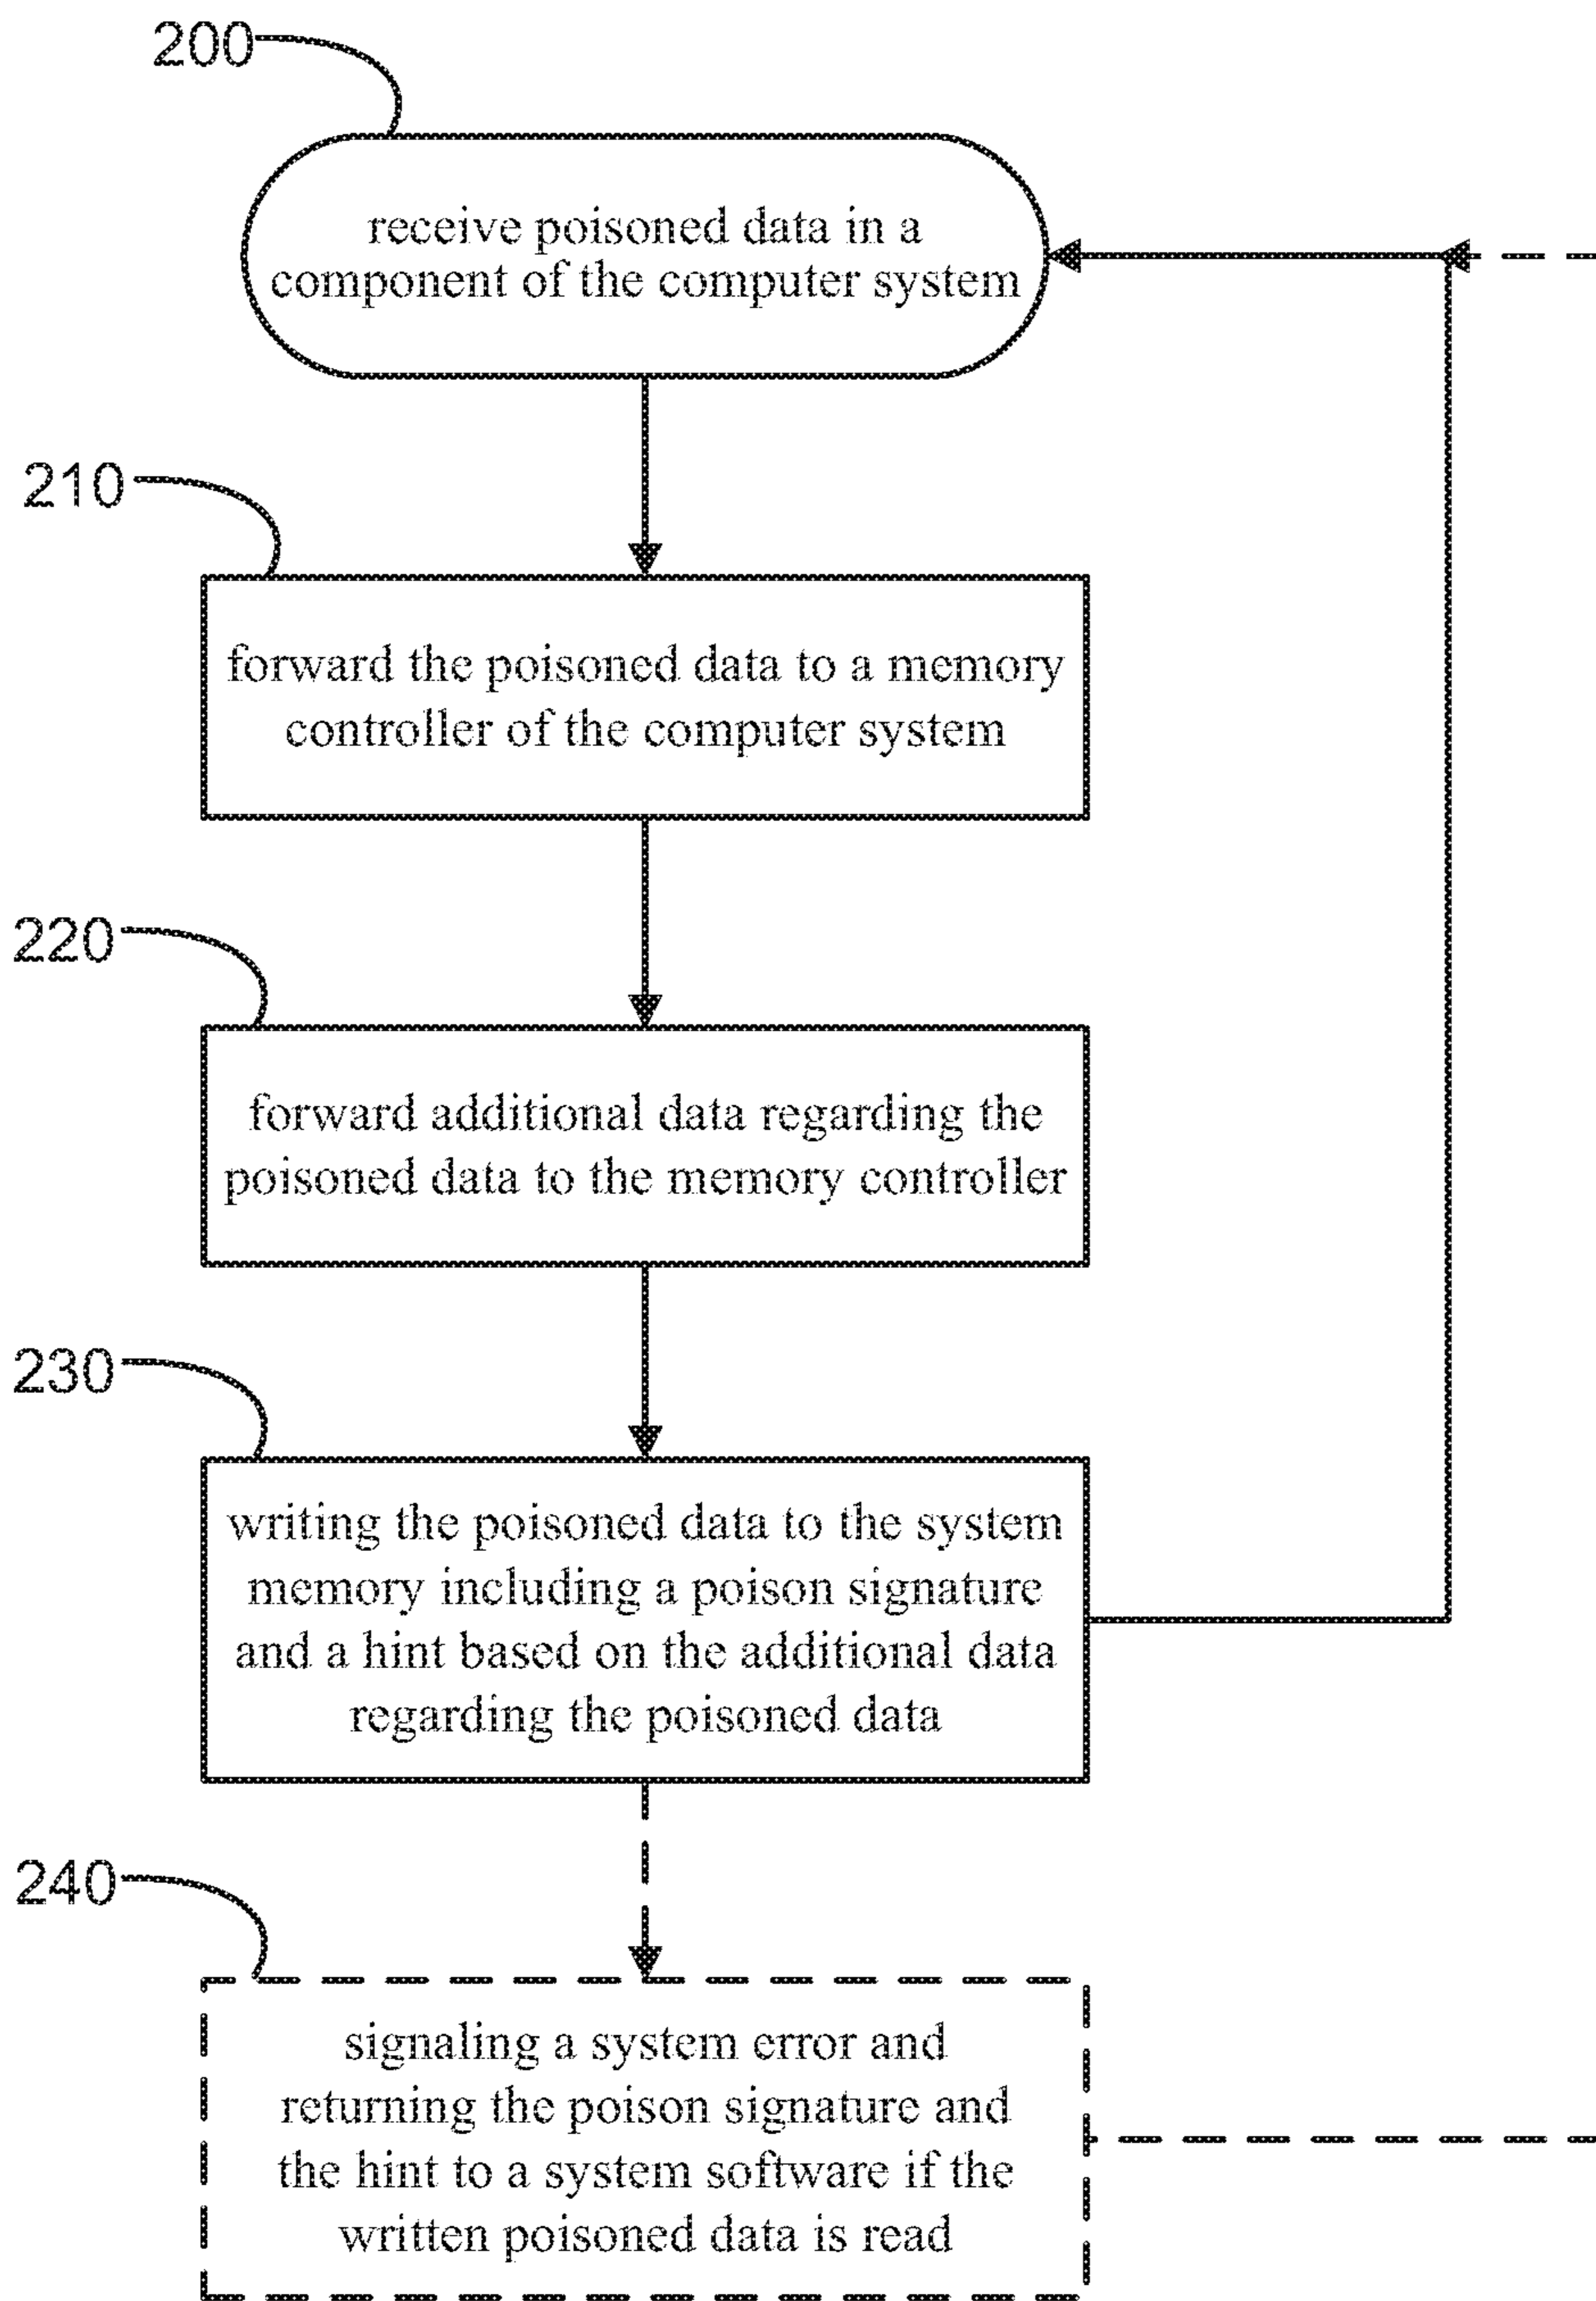 200
receive poisoned data in a
component of the computer system
210
forward the poisoned data to a memory
controller of the computer system
220
forward additional data regarding the
poisoned data to the memory controller
230
writing the poisoned data to the system
memory including a poison signature
and a hint based on the additional data
regarding the poisoned data
240
signaling a system error and
returning the poison signature and
the hint to a system software if the
written poisoned data is read